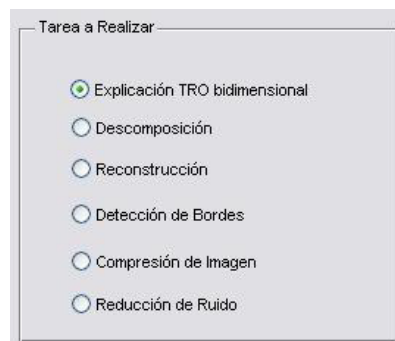 Tarea a Realizar
Explicación TRO bidimensional
Descomposición
Reconstrucción
Detección de Bordes
Compresión de Imagen
Reducción de Ruido